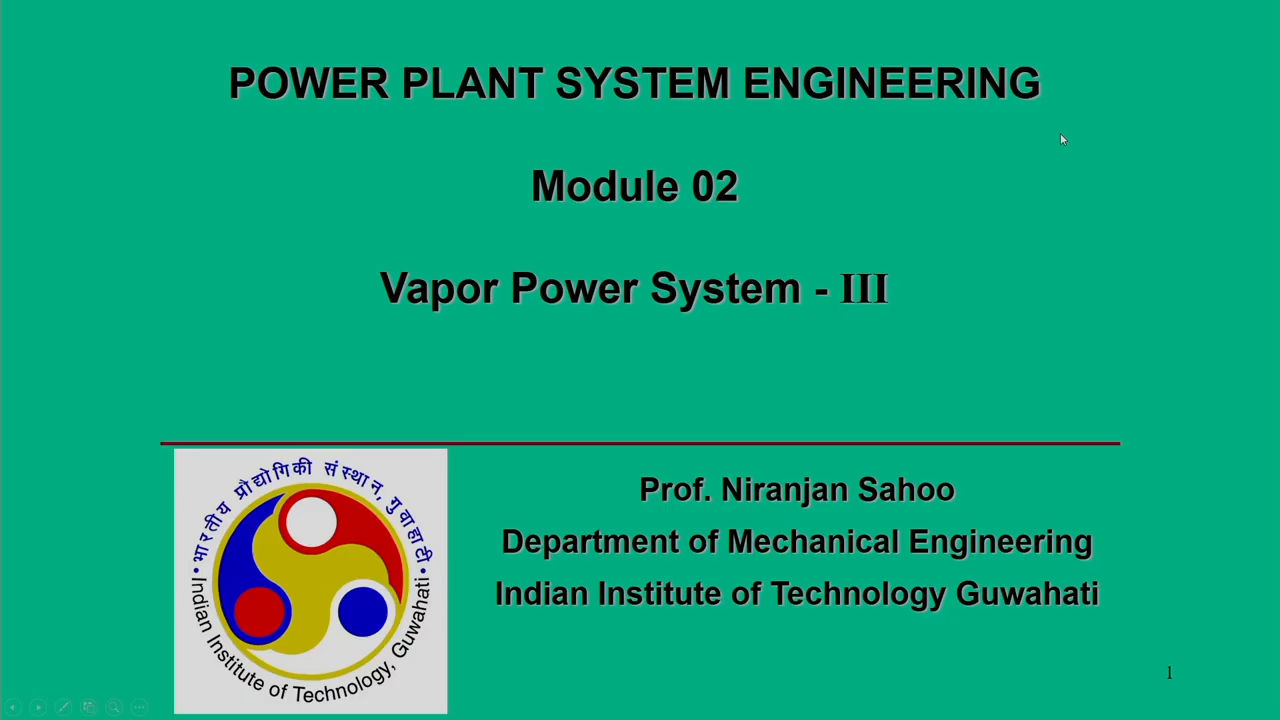 POWER PLANT SYSTEM ENGINEERING
Module 02
Vapor Power System - III
भारतीय प्रौद्योगिकी संस्थान, गुवाहाटी
Indian Institute of Technology, Guwahati
Prof. Niranjan Sahoo
Department of Mechanical Engineering
Indian Institute of Technology Guwahati
1